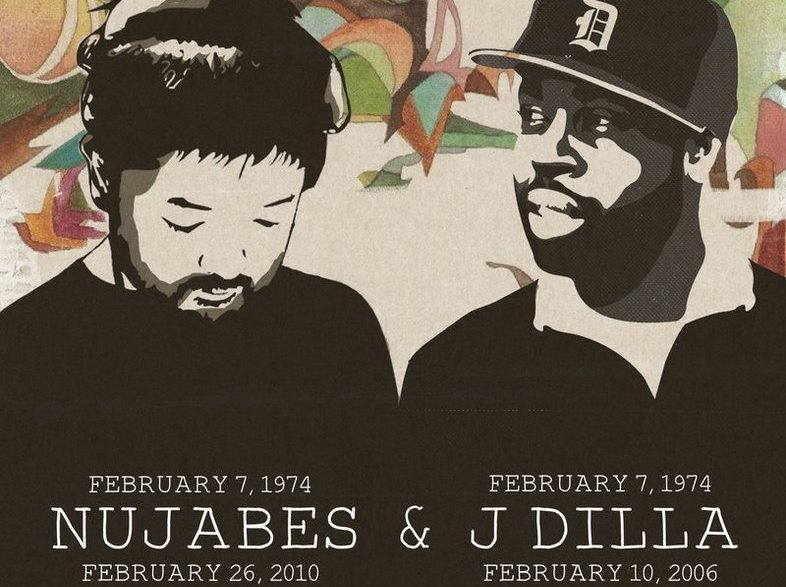 D
FEBRUARY 7, 1974 FEBRUARY 7, 1974
NUJABES & J DILLA
FEBRUARY 26, 2010 FEBRUARY 10, 2006